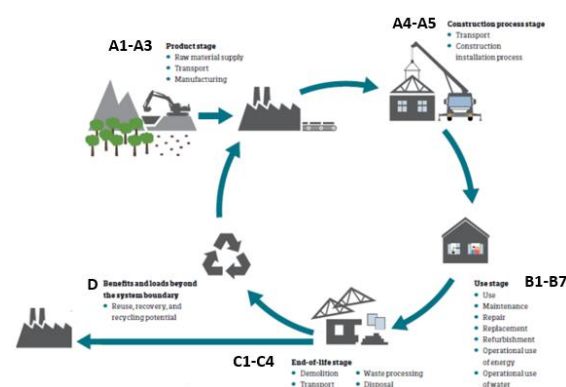 A1-A3
Product stage
• Raw material supply
• Transport
• Manufacturing
A4-A5
Construction process stage
• Transport
• Construction
installation process
B1-B7
Use stage
• Use
• Maintenance
• Repair
• Replacement
• Refurbishment
• Operational use
of energy
• Operational use
of water
C1-C4
End-of-life stage
• Demolition
• Transport
• Waste processing
• Disposal
D
Benefits and loads beyond
the system boundary
• Reuse, recovery, and
recycling potential